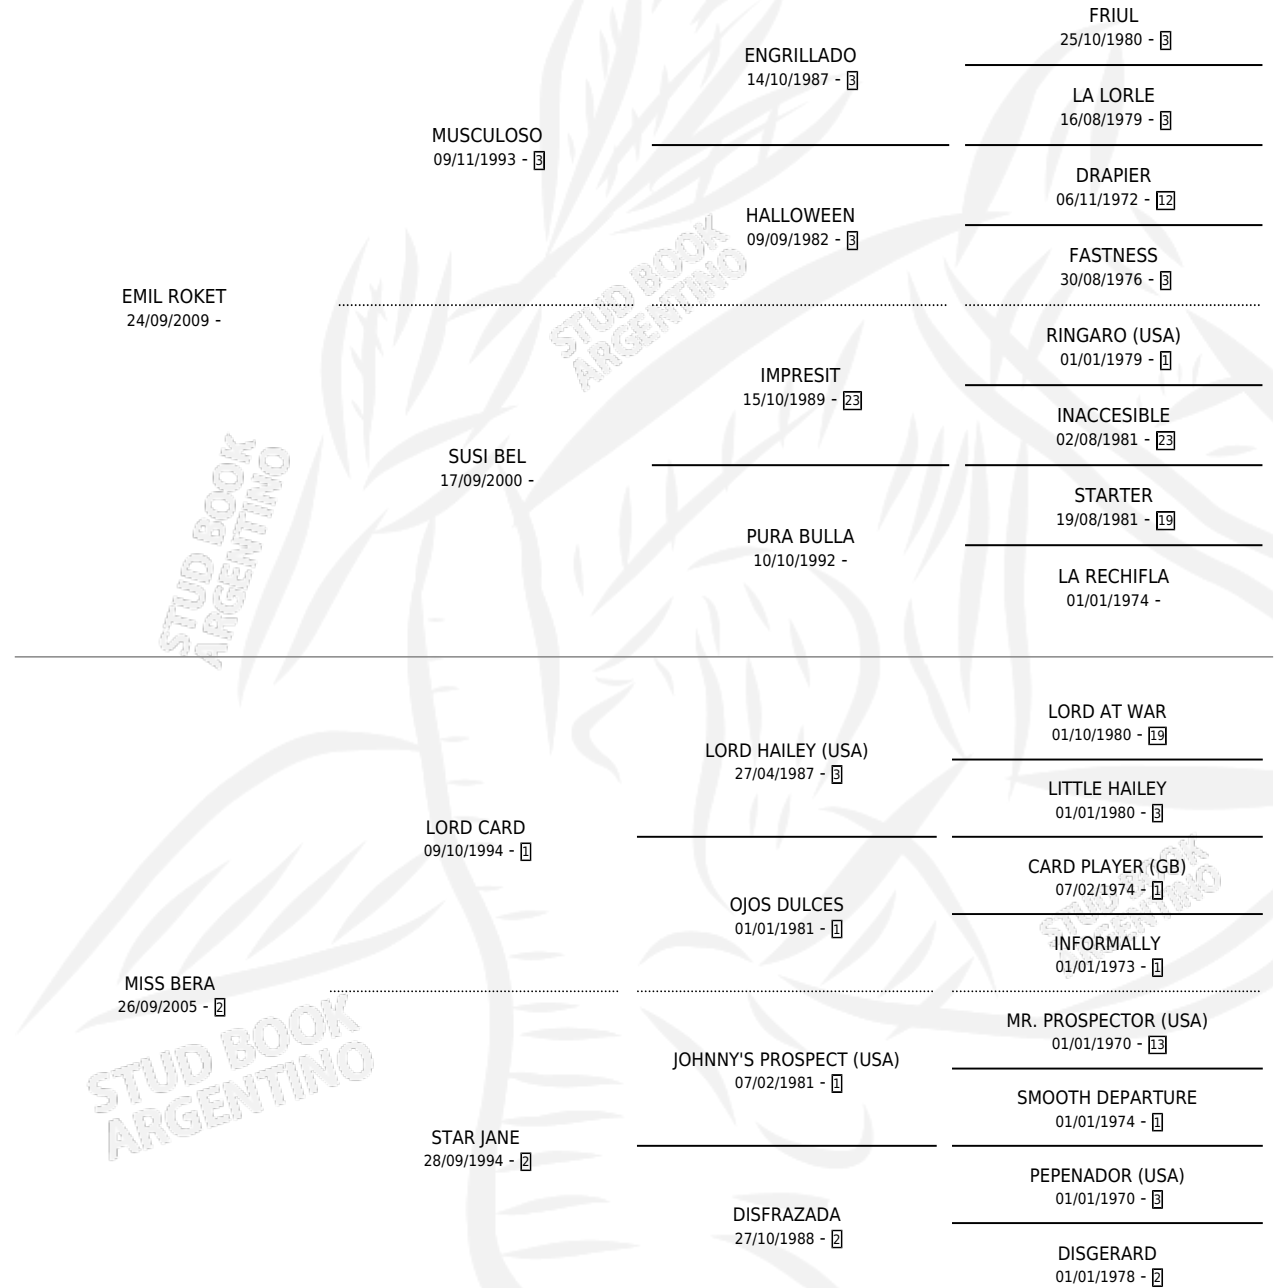 FRIUL
25/10/1980 - 3
ENGRILLADO
14/10/1987 - 3
LA LORLE
16/08/1979 - 3
MUSCULOSO
09/11/1993 - 3
DRAPIER
06/11/1972 - 12
HALLOWEEN
09/09/1982 - 3
FASTNESS
30/08/1976 - 3
EMIL ROKET
24/09/2009 -
RINGARO (USA)
01/01/1979 - 1
IMPRESIT
15/10/1989 - 23
INACCESIBLE
02/08/1981 - 23
SUSI BEL
17/09/2000 -
STARTER
19/08/1981 - 19
PURA BULLA
10/10/1992 -
LA RECHIFLA
01/01/1974 -
LORD AT WAR
01/10/1980 - 19
LORD HAILEY (USA)
27/04/1987 - 3
LITTLE HAILEY
01/01/1980 - 3
LORD CARD
09/10/1994 - 1
CARD PLAYER (GB)
07/02/1974 - 1
OJOS DULCES
01/01/1981 - 1
INFORMALLY
01/01/1973 - 1
MISS BERA
26/09/2005 - 2
MR. PROSPECTOR (USA)
01/01/1970 - 13
JOHNNY'S PROSPECT (USA)
07/02/1981 - 1
SMOOTH DEPARTURE
01/01/1974 - 1
STAR JANE
28/09/1994 - 2
PEPENADOR (USA)
01/01/1970 - 3
DISFRAZADA
27/10/1988 - 2
DISGERARD
01/01/1978 - 2
STUD BOOK
ARGENTINO
STUD BOOK
ARGENTINO
STUD BOOK
ARGENTINO
STUD BOOK
ARGENTINO